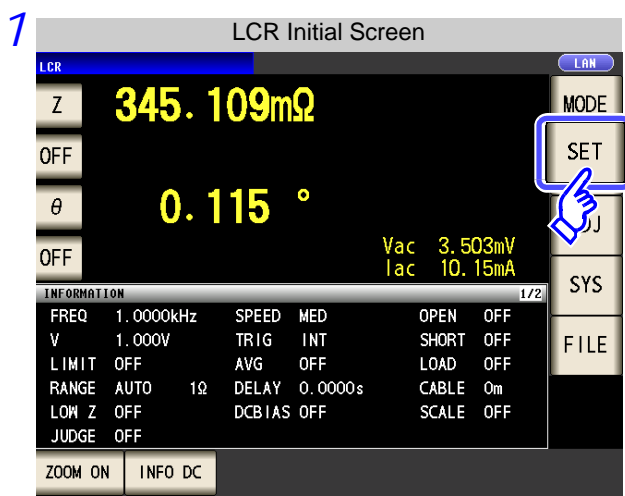 1
LCR Initial Screen
LCR
LAN
Z 345.109mΩ
MODE
OFF
SET
θ 0.115 °
OFF
Vac 3.503mV
Iac 10.15mA
SYS
INFORMATION 1/2
FREQ 1.0000kHz SPEED MED OPEN OFF
V 1.000V TRIG INT SHORT OFF
FILE
LIMIT OFF AVG OFF LOAD OFF
RANGE AUTO 1Ω DELAY 0.0000s CABLE 0m
LOW Z OFF DCBIAS OFF SCALE OFF
JUDGE OFF
ZOOM ON INFO DC